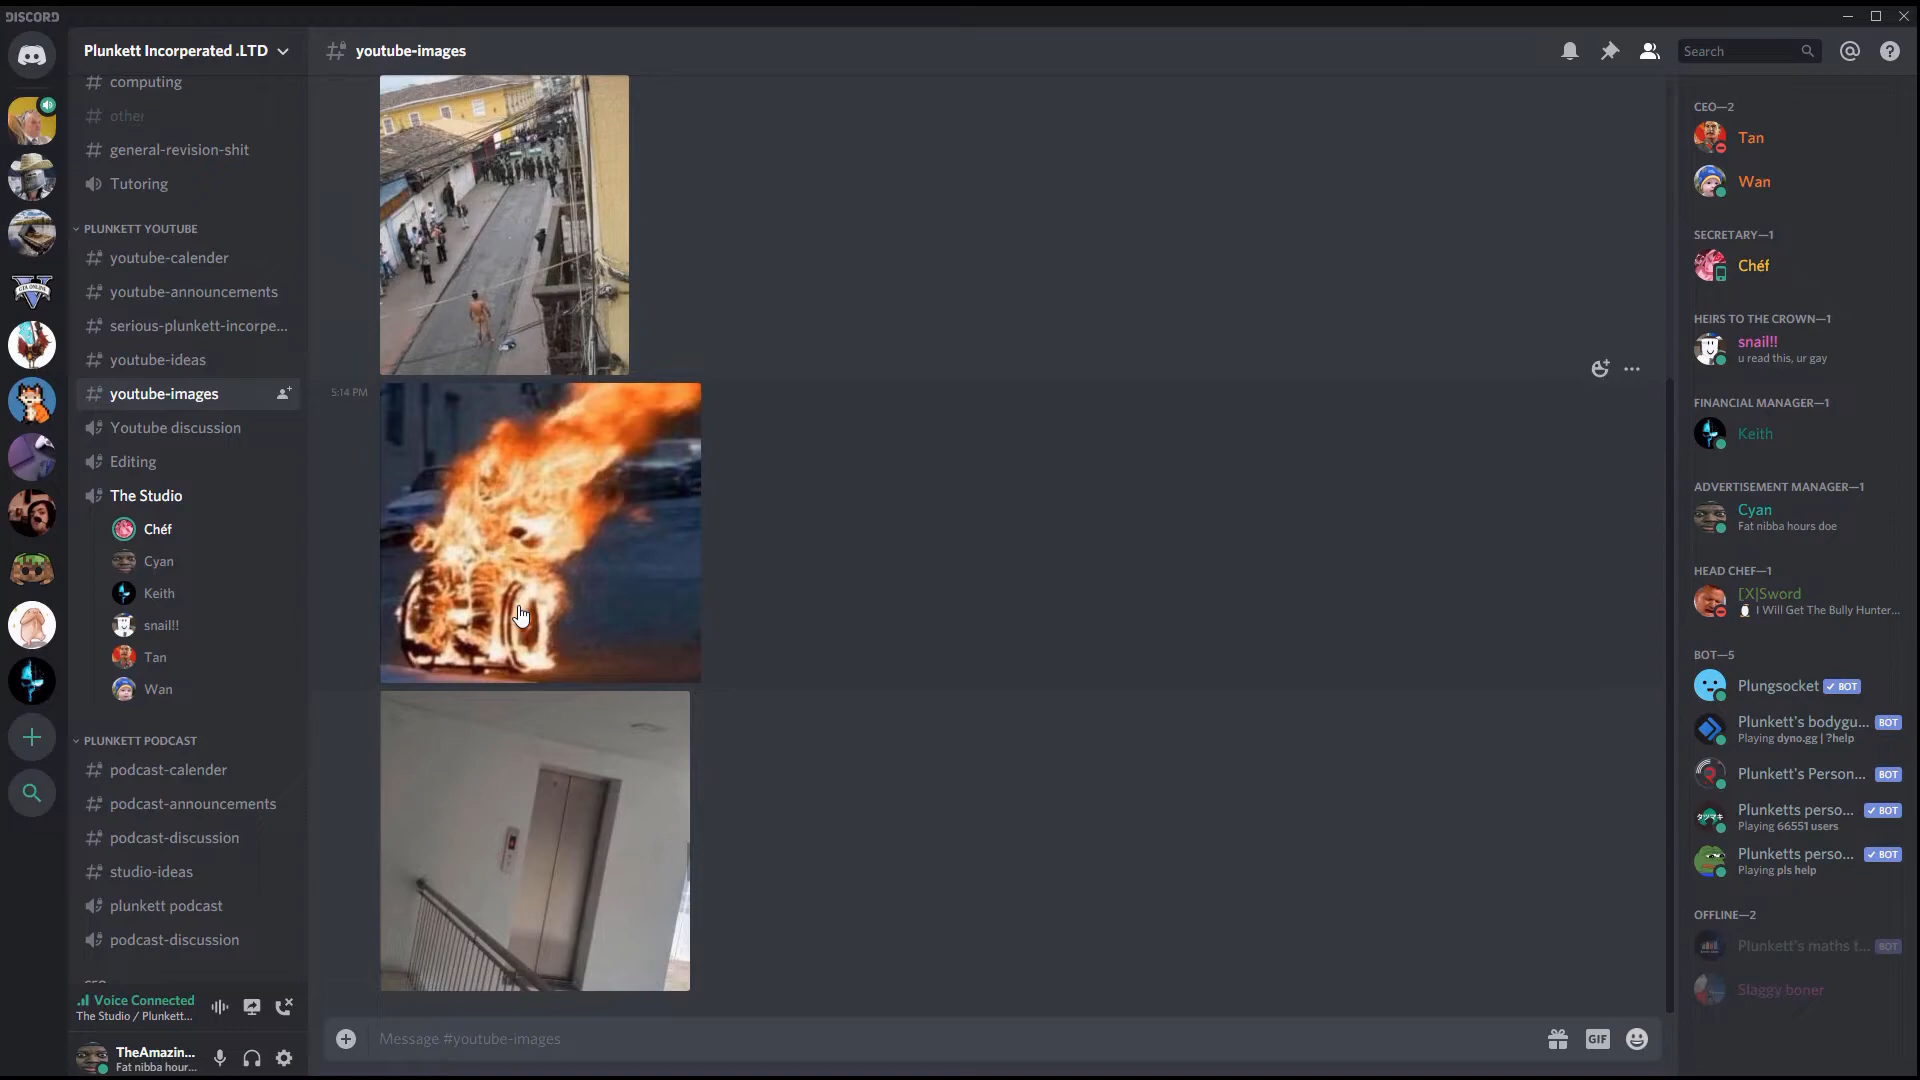 DISCORD
Plunkett Incorperated .LTD
youtube-images
Search
computing
other
general-revision-shit
Tutoring
PLUNKETT YOUTUBE
youtube-calender
youtube-announcements
serious-plunkett-incorpe...
youtube-ideas
youtube-images
Youtube discussion
Editing
The Studio
Chéf
Cyan
Keith
snail!!
Tan
Wan
PLUNKETT PODCAST
podcast-calender
podcast-announcements
podcast-discussion
studio-ideas
plunkett podcast
podcast-discussion
CEO
Voice Connected
The Studio / Plunkett...
TheAmazin...
Fat nibba hour...
5:14 PM
Message #youtube-images
GIF
CEO—2
Tan
Wan
SECRETARY—1
Chéf
HEIRS TO THE CROWN—1
snail!!
u read this, ur gay
FINANCIAL MANAGER—1
Keith
ADVERTISEMENT MANAGER—1
Cyan
Fat nibba hours doe
HEAD CHEF—1
[X]Sword
I Will Get The Bully Hunter...
BOT—5
Plungsocket BOT
Plunkett's bodygu... BOT
Playing dyno.gg | ?help
Plunkett's Person... BOT
Plunketts perso... BOT
Playing 66551 users
Plunketts perso... BOT
Playing pls help
OFFLINE—2
Plunkett's maths t... BOT
Slaggy boner